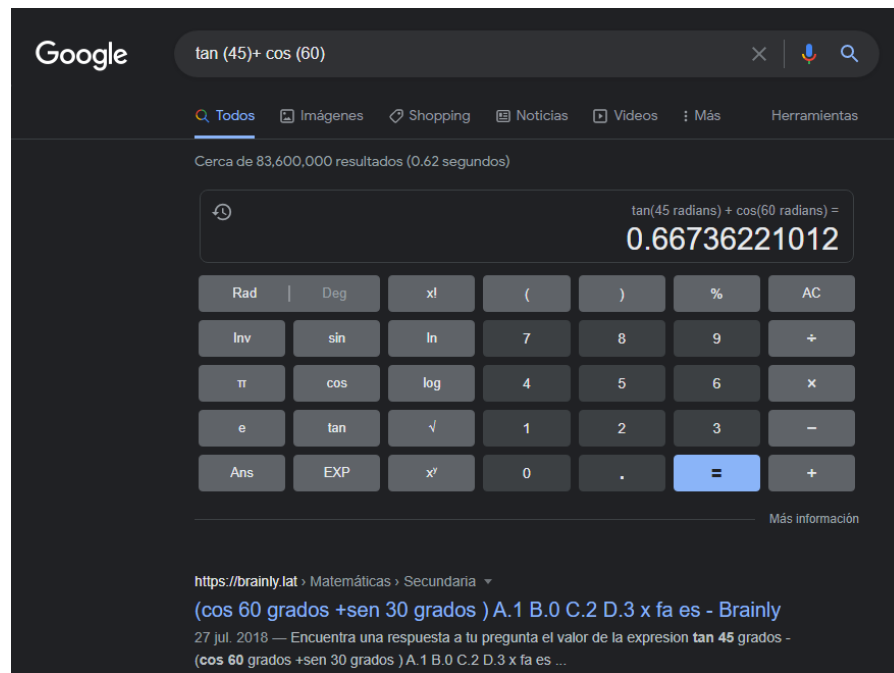 Google tan (45)+ cos (60)
Todos Imágenes Shopping Noticias Videos Más Herramientas
Cerca de 83,600,000 resultados (0.62 segundos)
tan(45 radians) + cos(60 radians) =
0.66736221012
Rad | Deg x! ( ) % AC
Inv sin ln 7 8 9 ÷
π cos log 4 5 6 ×
e tan √ 1 2 3 −
Ans EXP xʸ 0 . = +
Más información
https://brainly.lat › Matemáticas › Secundaria
(cos 60 grados +sen 30 grados ) A.1 B.0 C.2 D.3 x fa es - Brainly
27 jul. 2018 — Encuentra una respuesta a tu pregunta el valor de la expresion tan 45 grados -
(cos 60 grados +sen 30 grados ) A.1 B.0 C.2 D.3 x fa es ...